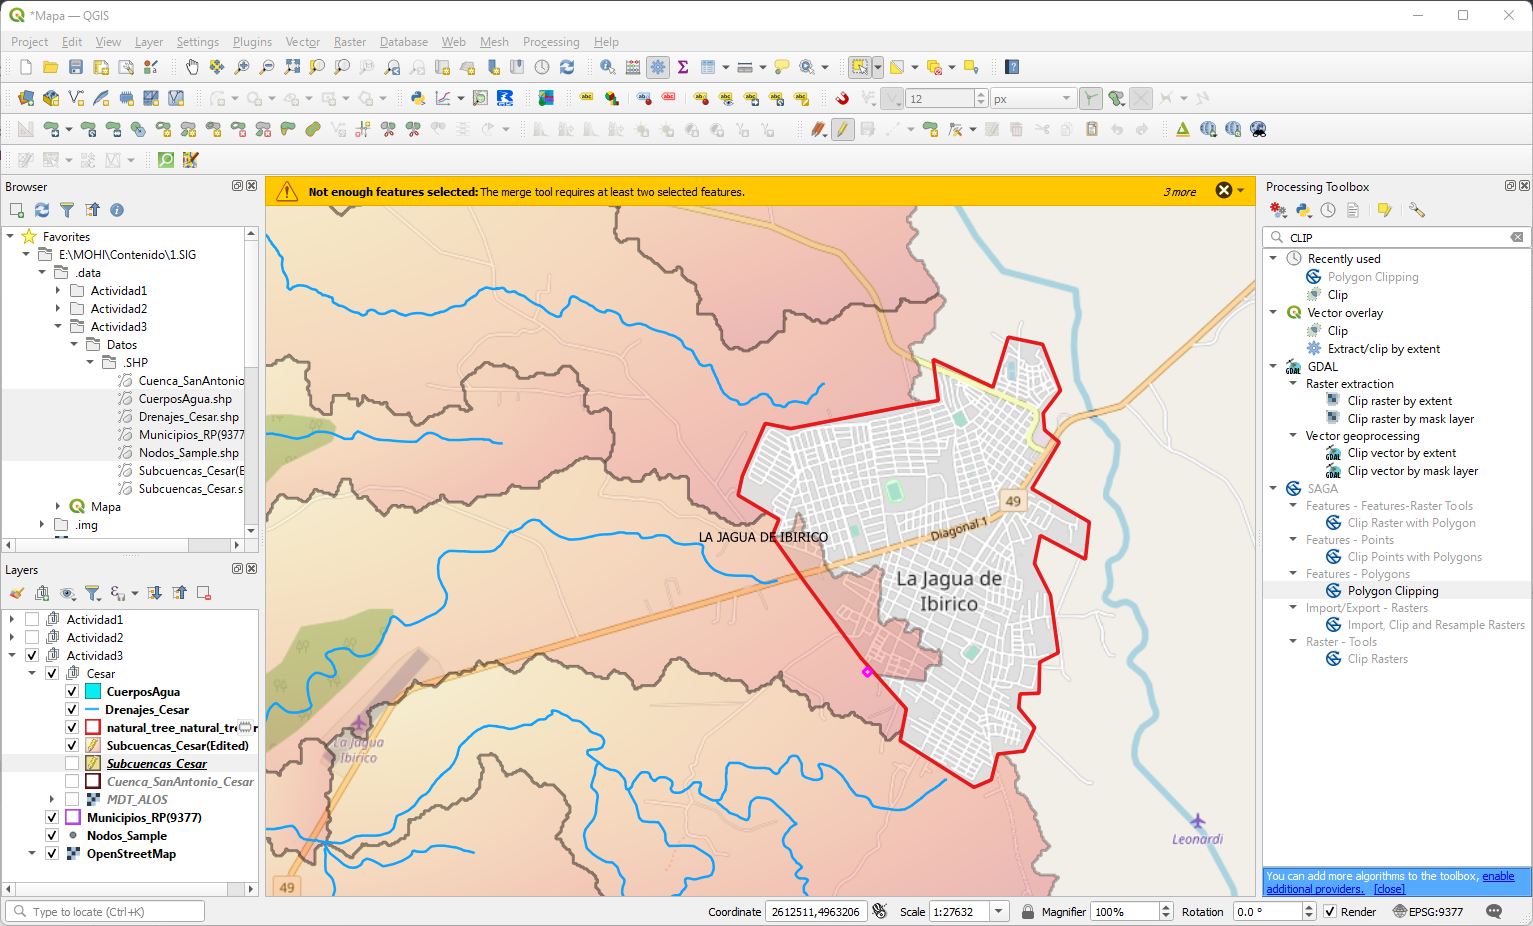 *Mapa — QGIS
Project Edit View Layer Settings Plugins Vector Raster Database Web Mesh Processing Help
12 px
Browser
Favorites
E:\MOHI\Contenido\1.SIG
.data
Actividad1
Actividad2
Actividad3
Datos
.SHP
Cuenca_SanAntonio
CuerposAgua.shp
Drenajes_Cesar.shp
Municipios_RP(9377
Nodos_Sample.shp
Subcuencas_Cesar(E
Subcuencas_Cesar.s
Mapa
.img
Layers
Actividad1
Actividad2
Actividad3
Cesar
CuerposAgua
Drenajes_Cesar
natural_tree_natural_tre
Subcuencas_Cesar(Edited)
Subcuencas_Cesar
Cuenca_SanAntonio_Cesar
MDT_ALOS
Municipios_RP(9377)
Nodos_Sample
OpenStreetMap
Type to locate (Ctrl+K)
Not enough features selected: The merge tool requires at least two selected features.
3 more
LA JAGUA DE IBIRICO
49
Diagonal 1
La Jagua de
Ibirico
La Jagua
Ibirico
Leonardi
49
Processing Toolbox
CLIP
Recently used
Polygon Clipping
Clip
Vector overlay
Clip
Extract/clip by extent
GDAL
Raster extraction
Clip raster by extent
Clip raster by mask layer
Vector geoprocessing
Clip vector by extent
Clip vector by mask layer
SAGA
Features - Features-Raster Tools
Clip Raster with Polygon
Features - Points
Clip Points with Polygons
Features - Polygons
Polygon Clipping
Import/Export - Rasters
Import, Clip and Resample Rasters
Raster - Tools
Clip Rasters
You can add more algorithms to the toolbox, enable
additional providers. [close]
Coordinate 2612511,4963206 Scale 1:27632 Magnifier 100% Rotation 0.0 ° Render EPSG:9377